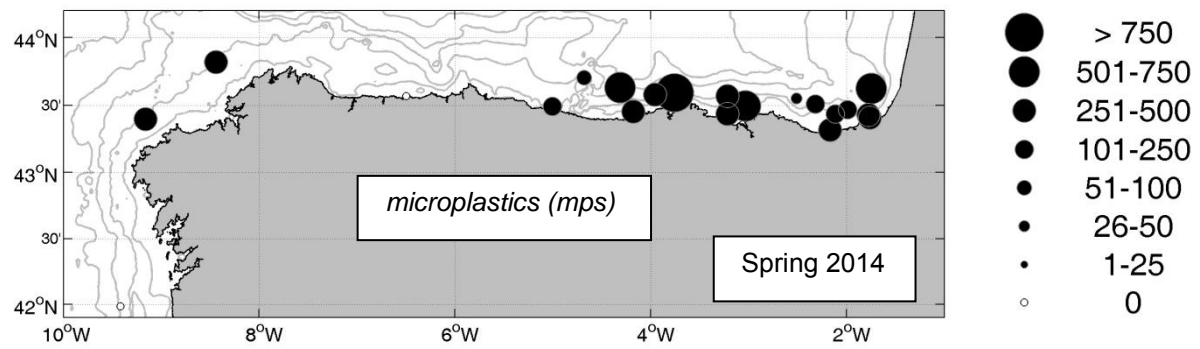 44°N
30'
43°N
30'
42°N
10°W 8°W 6°W 4°W 2°W
microplastics (mps)
Spring 2014
> 750
501-750
251-500
101-250
51-100
26-50
1-25
0